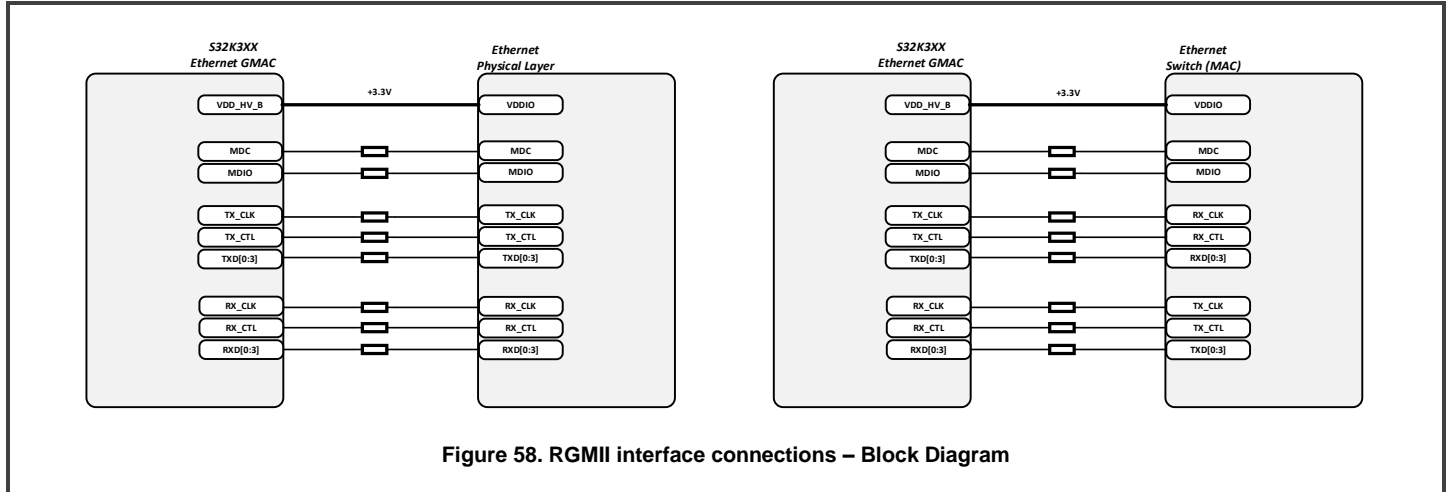 S32K3XX
Ethernet GMAC
Ethernet
Physical Layer
+3.3V
VDD_HV_B
VDDIO
MDC
MDC
MDIO
MDIO
TX_CLK
TX_CLK
TX_CTL
TX_CTL
TXD[0:3]
TXD[0:3]
RX_CLK
RX_CLK
RX_CTL
RX_CTL
RXD[0:3]
RXD[0:3]
S32K3XX
Ethernet GMAC
Ethernet
Switch (MAC)
+3.3V
VDD_HV_B
VDDIO
MDC
MDC
MDIO
MDIO
TX_CLK
RX_CLK
TX_CTL
RX_CTL
TXD[0:3]
RXD[0:3]
RX_CLK
TX_CLK
RX_CTL
TX_CTL
RXD[0:3]
TXD[0:3]
Figure 58. RGMII interface connections – Block Diagram